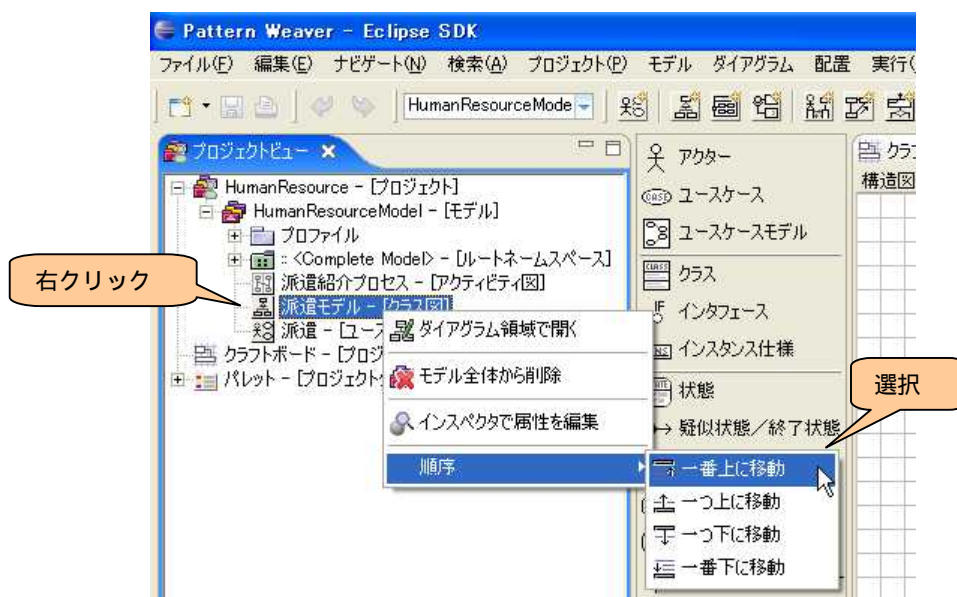 Pattern Weaver - Eclipse SDK
ファイル(F) 編集(E) ナビゲート(N) 検索(A) プロジェクト(P) モデル ダイアグラム 配置 実行(
HumanResourceMode
プロジェクトビュー
HumanResource - [プロジェクト]
HumanResourceModel - [モデル]
プロファイル
:: <Complete Model> - [ルートネームスペース]
派遣紹介プロセス - [アクティビティ図]
派遣モデル - [クラス図]
派遣 - [ユース
クラフトボード - [プロジ
パレット - [プロジェクト
右クリック
ダイアグラム領域で開く
モデル全体から削除
インスペクタで属性を編集
順序
一番上に移動
一つ上に移動
一つ下に移動
一番下に移動
選択
アクター
ユースケース
ユースケースモデル
クラス
インタフェース
インスタンス仕様
状態
疑似状態/終了状態
クラフ
構造図